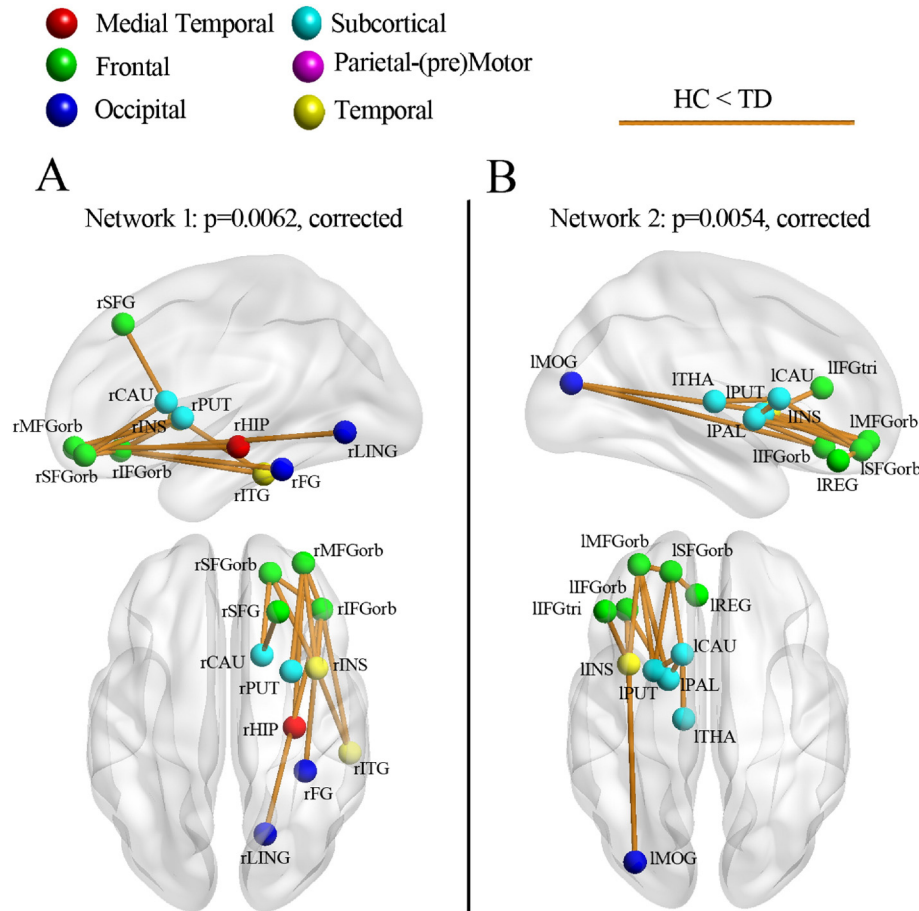 Medial Temporal
Subcortical
Frontal
Parietal-(pre)Motor
Occipital
Temporal
HC < TD
A
B
Network 1: p=0.0062, corrected
Network 2: p=0.0054, corrected
rSFG
rCAU
rPUT
rMFGorb
rINS
rHIP
rSFGorb
rIFGorb
rLING
rITG
rFG
lMOG
lTHA
lPUT
lCAU
lIFGtri
lINS
lPAL
lMFGorb
lIFGorb
lSFGorb
lREG
rMFGorb
rSFGorb
rSFG
rIFGorb
rCAU
rINS
rPUT
rHIP
rITG
rFG
rLING
lMFGorb
lSFGorb
lIFGorb
lIFGtri
lREG
lCAU
lINS
lPUT
lPAL
lTHA
lMOG